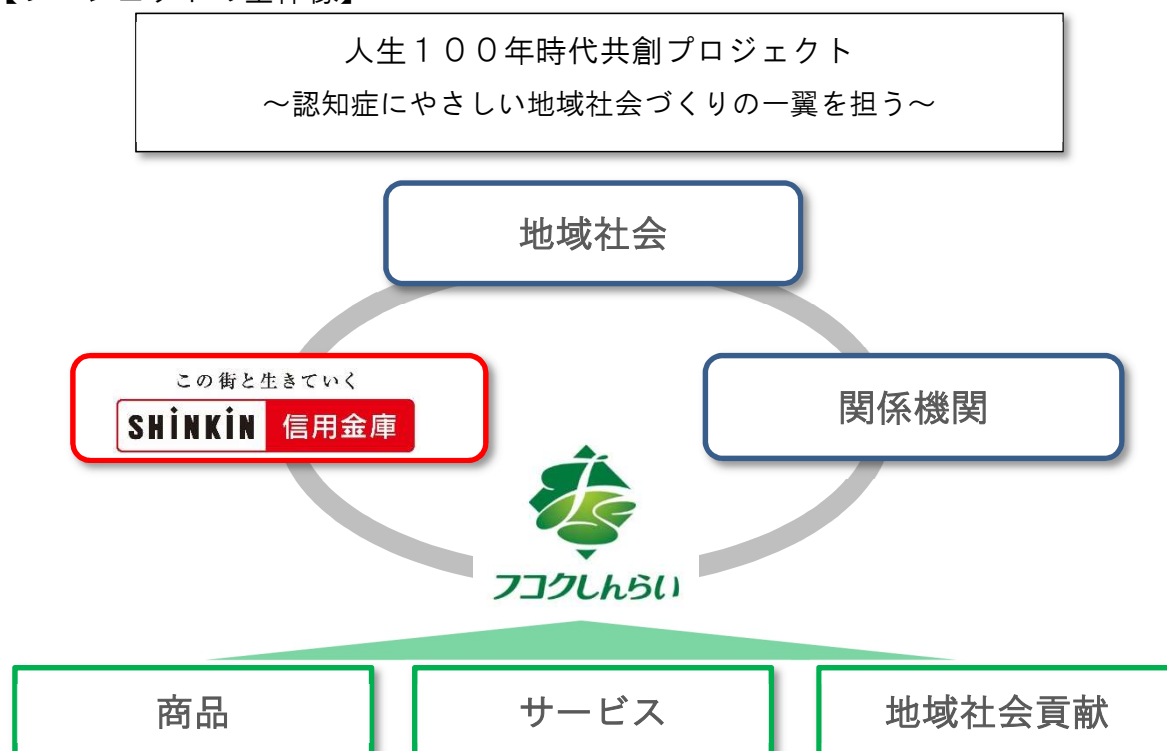 人生１００年時代共創プロジェクト
～認知症にやさしい地域社会づくりの一翼を担う～
地域社会
この街と生きていく
SHINKIN 信用金庫
関係機関
フコクしんらい
商品
サービス
地域社会貢献